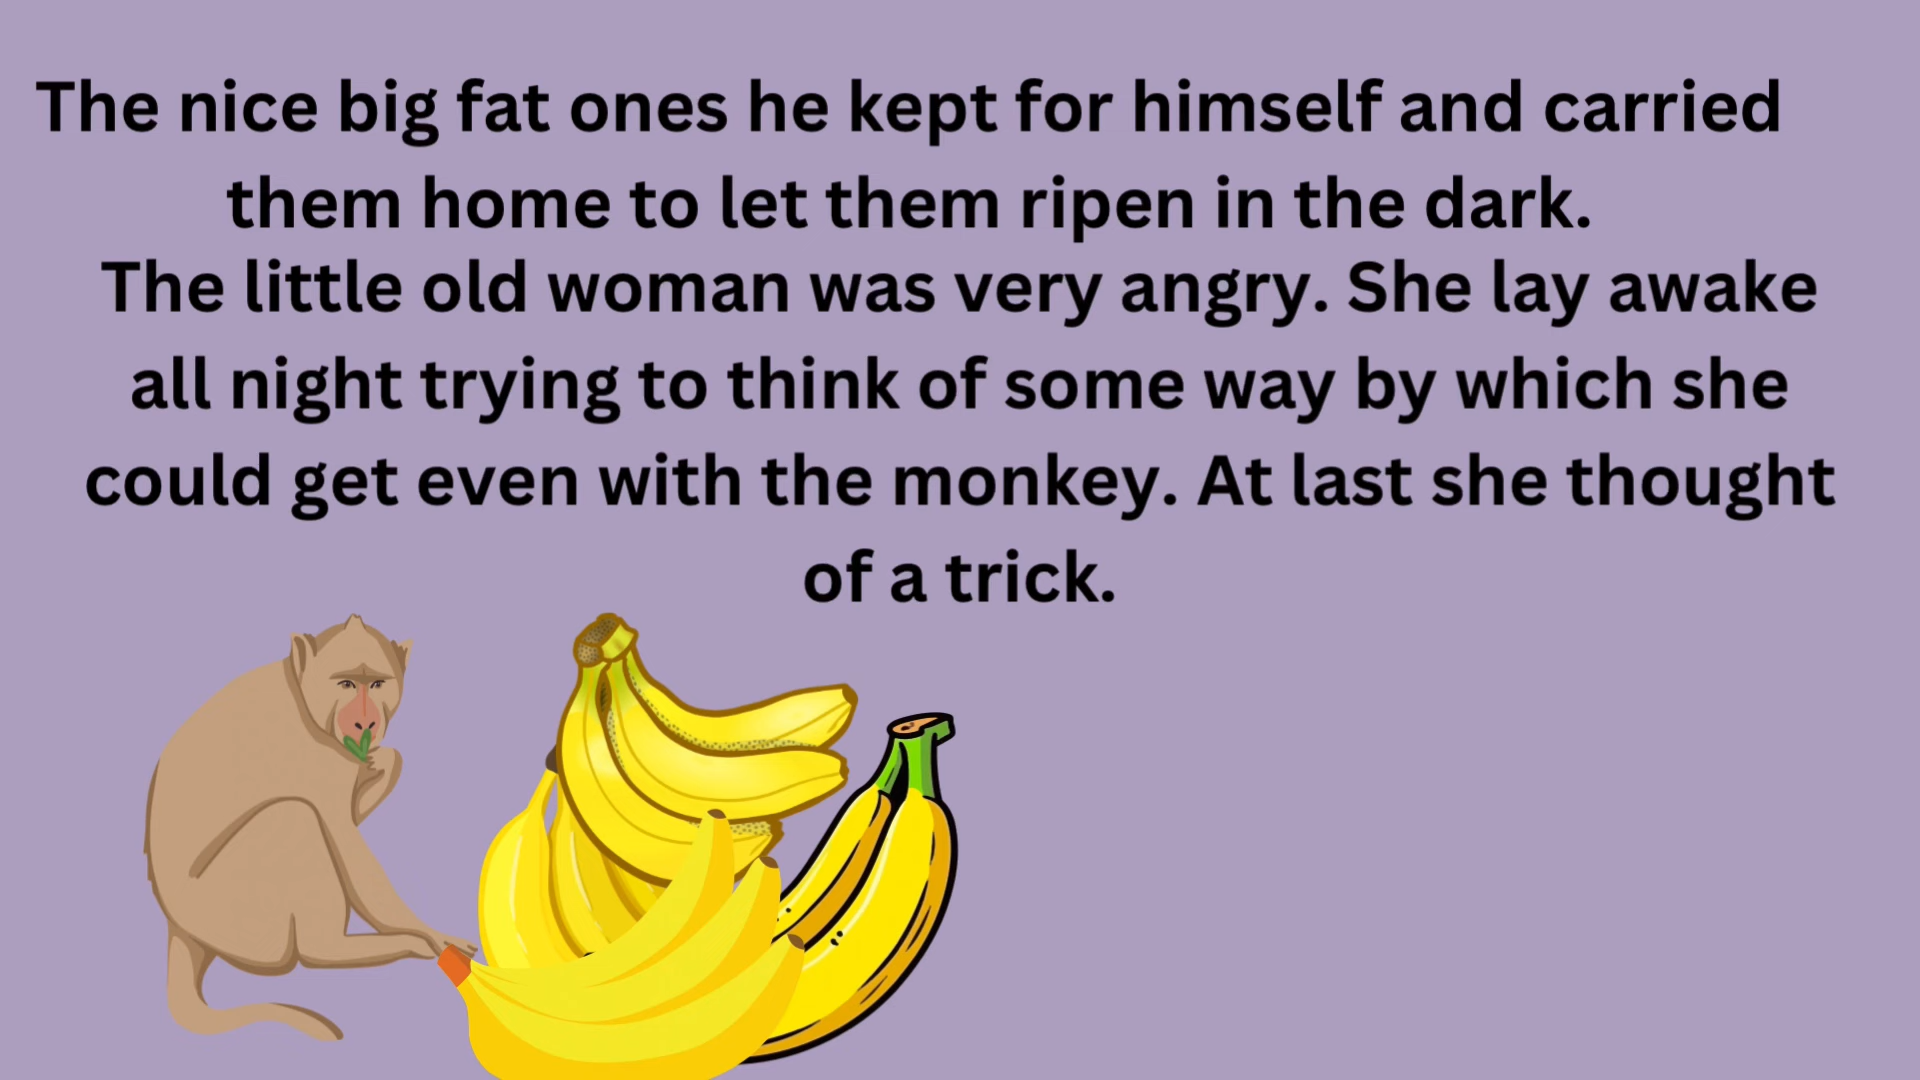 The nice big fat ones he kept for himself and carried
them home to let them ripen in the dark.
The little old woman was very angry. She lay awake
all night trying to think of some way by which she
could get even with the monkey. At last she thought
of a trick.